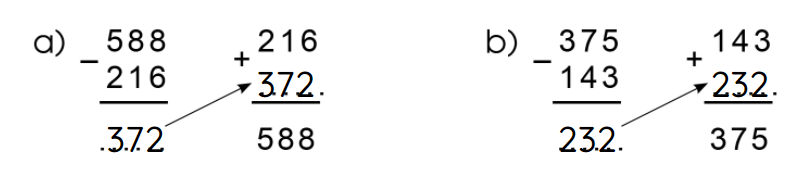 a) 588 + 216 b) 375 + 143
− 216 372. − 143 232.
.372 588 232. 375